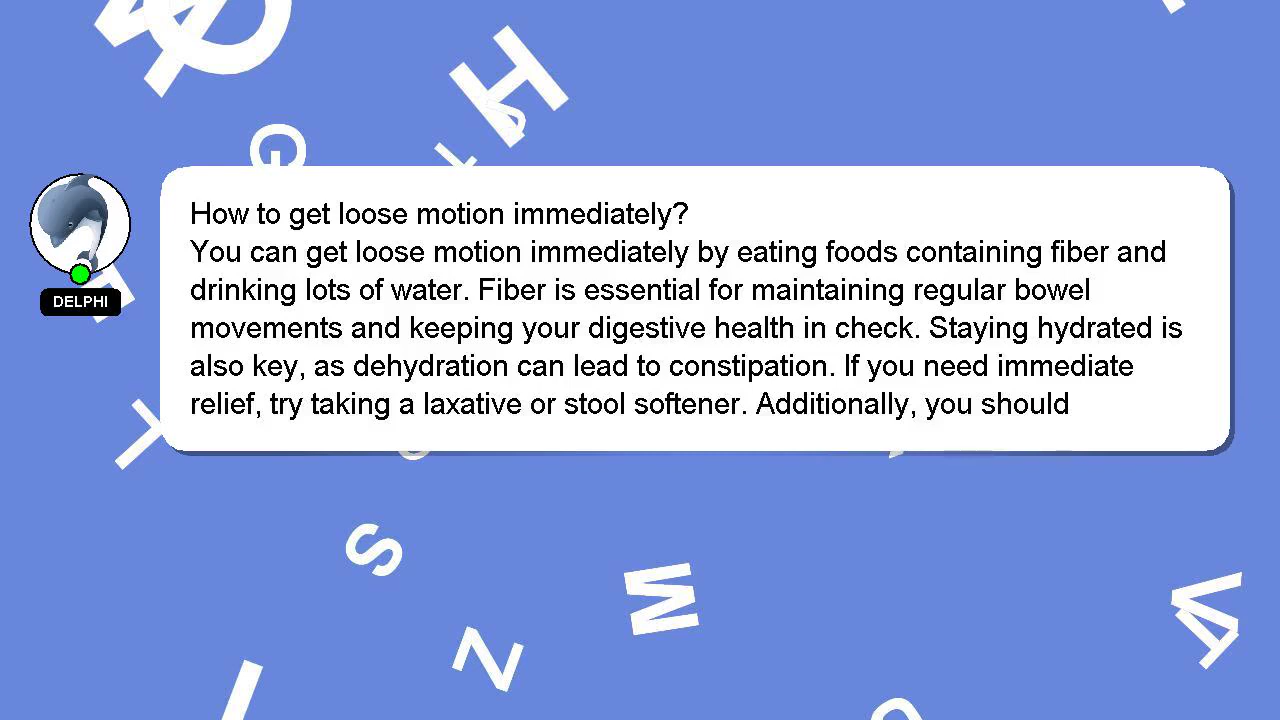 How to get loose motion immediately?
You can get loose motion immediately by eating foods containing fiber and
drinking lots of water. Fiber is essential for maintaining regular bowel
movements and keeping your digestive health in check. Staying hydrated is
also key, as dehydration can lead to constipation. If you need immediate
relief, try taking a laxative or stool softener. Additionally, you should
DELPHI